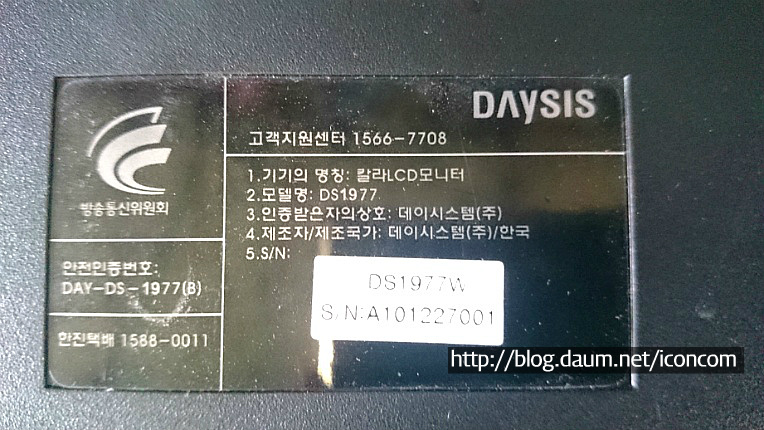 DAYSIS
고객지원센터 1566-7708
방송통신위원회
1.기기의 명칭: 칼라LCD모니터
2.모델명: DS1977
3.인증받은자의상호: 데이시스템(주)
4.제조자/제조국가: 데이시스템(주)/한국
5.S/N:
DS1977W
S/N:A101227001
안전인증번호:
DAY-DS-1977(B)
한진택배 1588-0011
http://blog.daum.net/iconcom